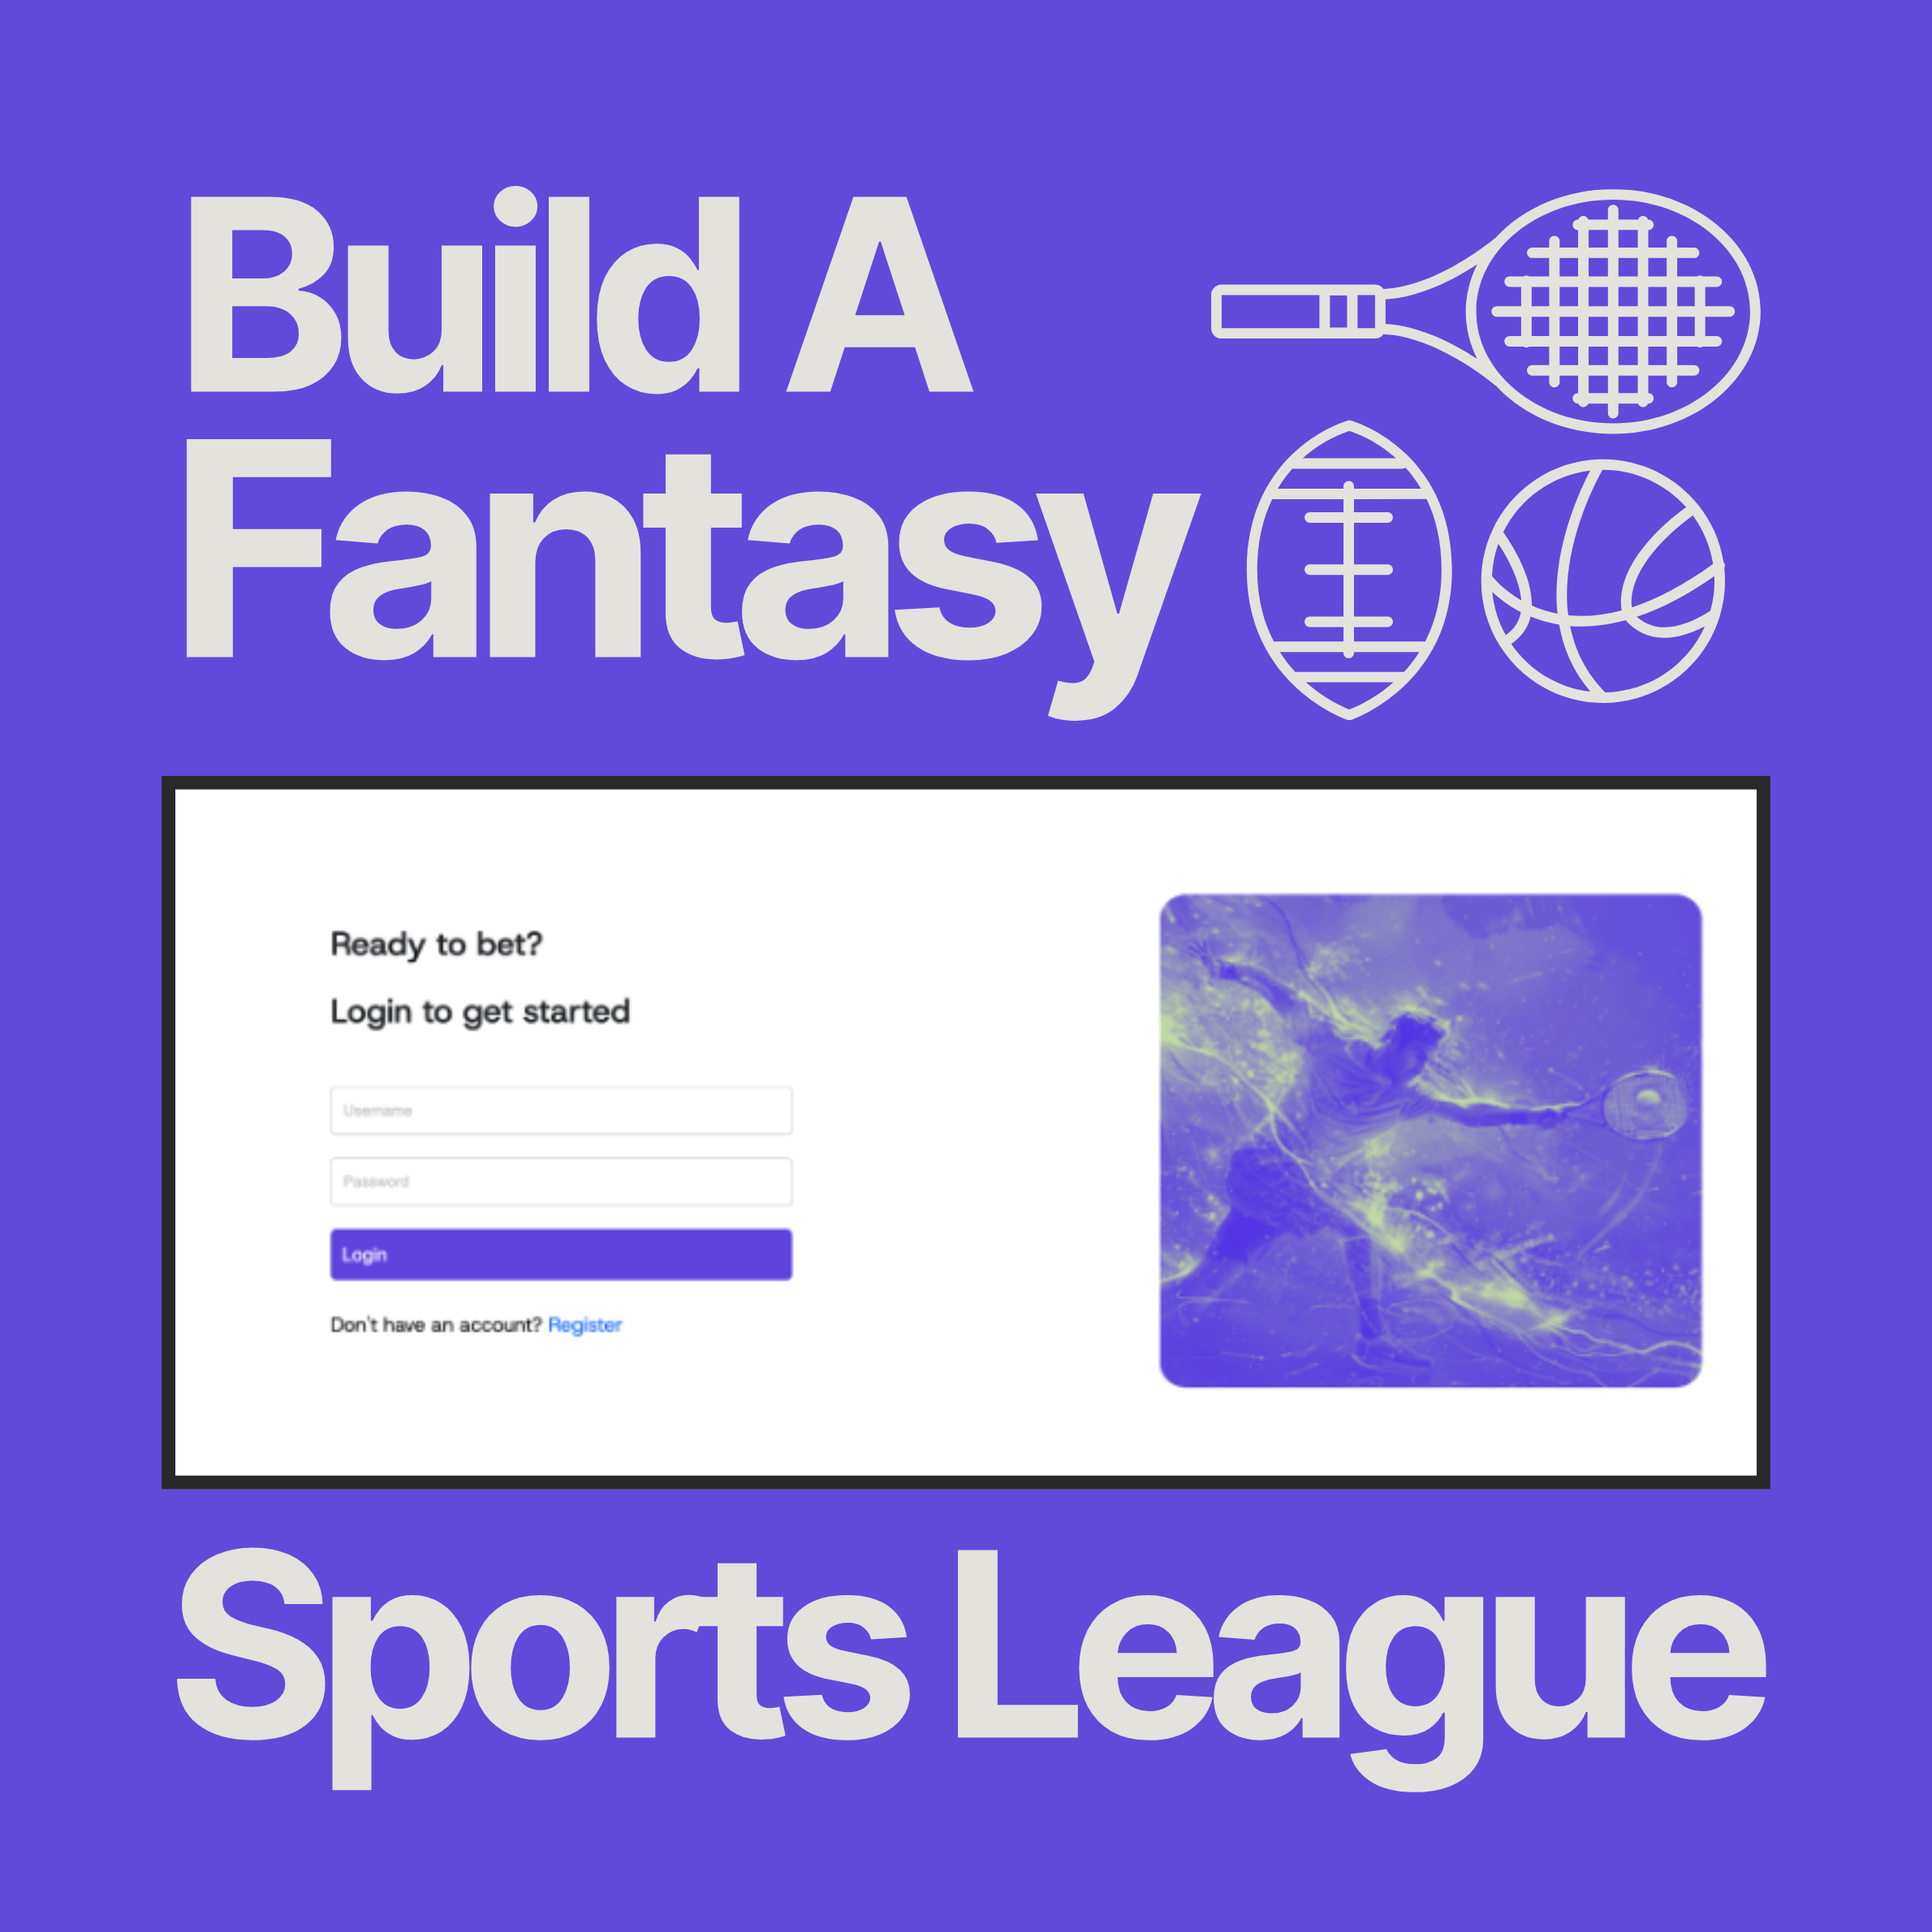 Build A
Fantasy
Ready to bet?
Login to get started
Username
Password
Login
Don't have an account? Register
Sports League